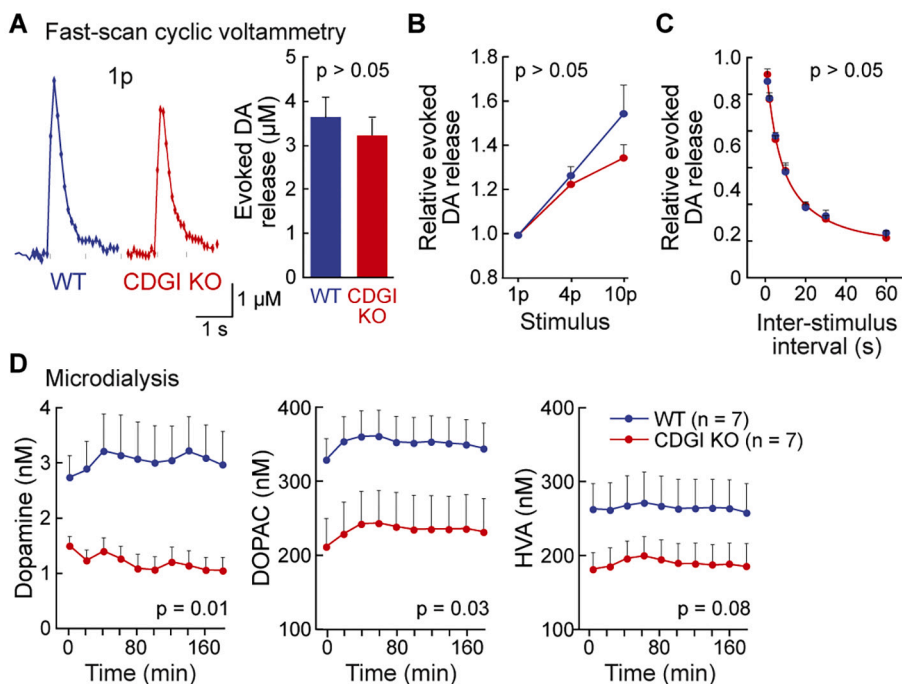 A Fast-scan cyclic voltammetry
1p
WT
CDGI KO
1 µM
1 s
Evoked DA
release (µM)
5
4
3
2
1
0
p > 0.05
WT
CDGI
KO
B
Relative evoked
DA release
1.8
1.6
1.4
1.2
1.0
0.8
p > 0.05
1p 4p 10p
Stimulus
C
Relative evoked
DA release
1.0
0.8
0.6
0.4
0.2
0
p > 0.05
0 20 40 60
Inter-stimulus
interval (s)
D Microdialysis
Dopamine (nM)
4
3
2
1
0
p = 0.01
0 80 160
Time (min)
DOPAC (nM)
400
300
200
100
p = 0.03
0 80 160
Time (min)
HVA (nM)
400
300
200
100
WT (n = 7)
CDGI KO (n = 7)
p = 0.08
0 80 160
Time (min)